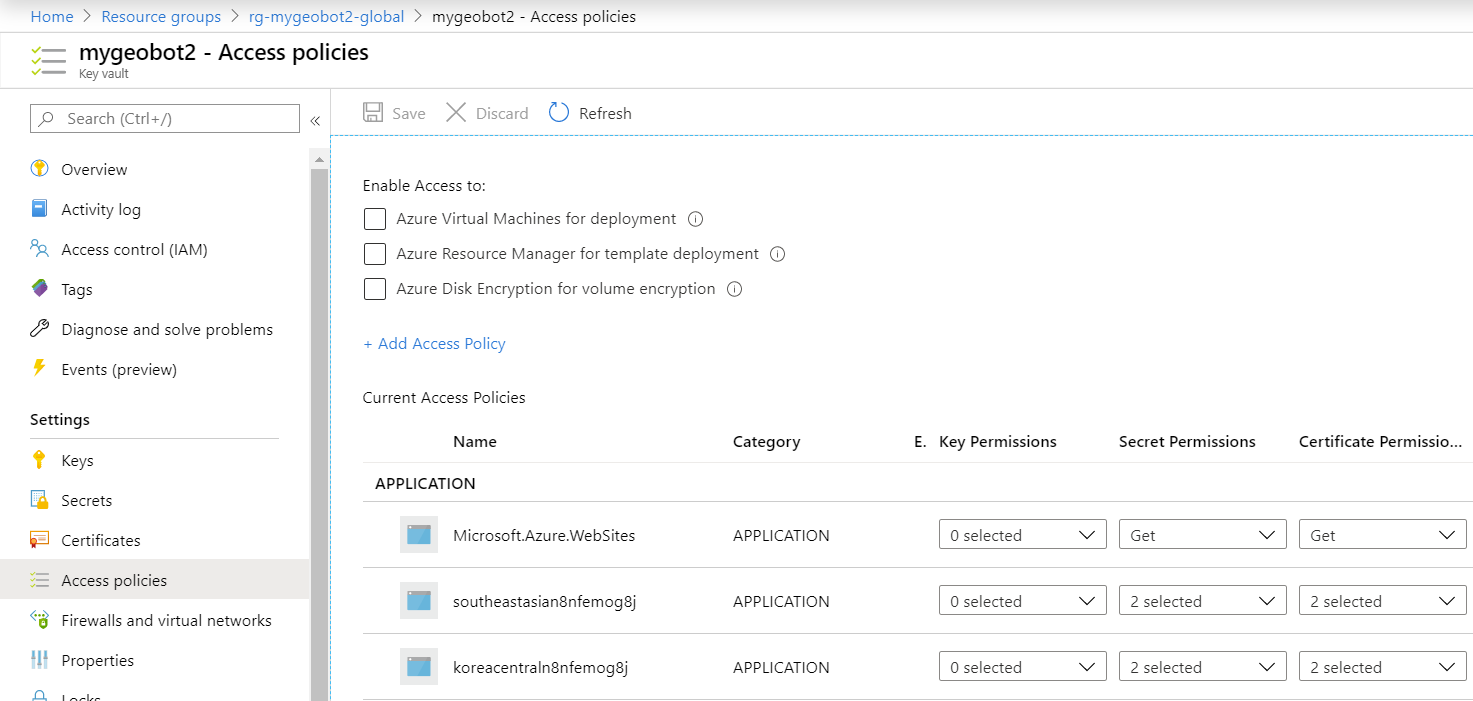 Home > Resource groups > rg-mygeobot2-global > mygeobot2 - Access policies
mygeobot2 - Access policies
Key vault
Search (Ctrl+/)
«
Save
Discard
Refresh
Overview
Activity log
Access control (IAM)
Tags
Diagnose and solve problems
Events (preview)
Settings
Keys
Secrets
Certificates
Access policies
Firewalls and virtual networks
Properties
Locks
Enable Access to:
Azure Virtual Machines for deployment
Azure Resource Manager for template deployment
Azure Disk Encryption for volume encryption
+ Add Access Policy
Current Access Policies
Name Category E. Key Permissions Secret Permissions Certificate Permissio...
APPLICATION
Microsoft.Azure.WebSites APPLICATION 0 selected Get Get
southeastasian8nfemog8j APPLICATION 0 selected 2 selected 2 selected
koreacentraln8nfemog8j APPLICATION 0 selected 2 selected 2 selected